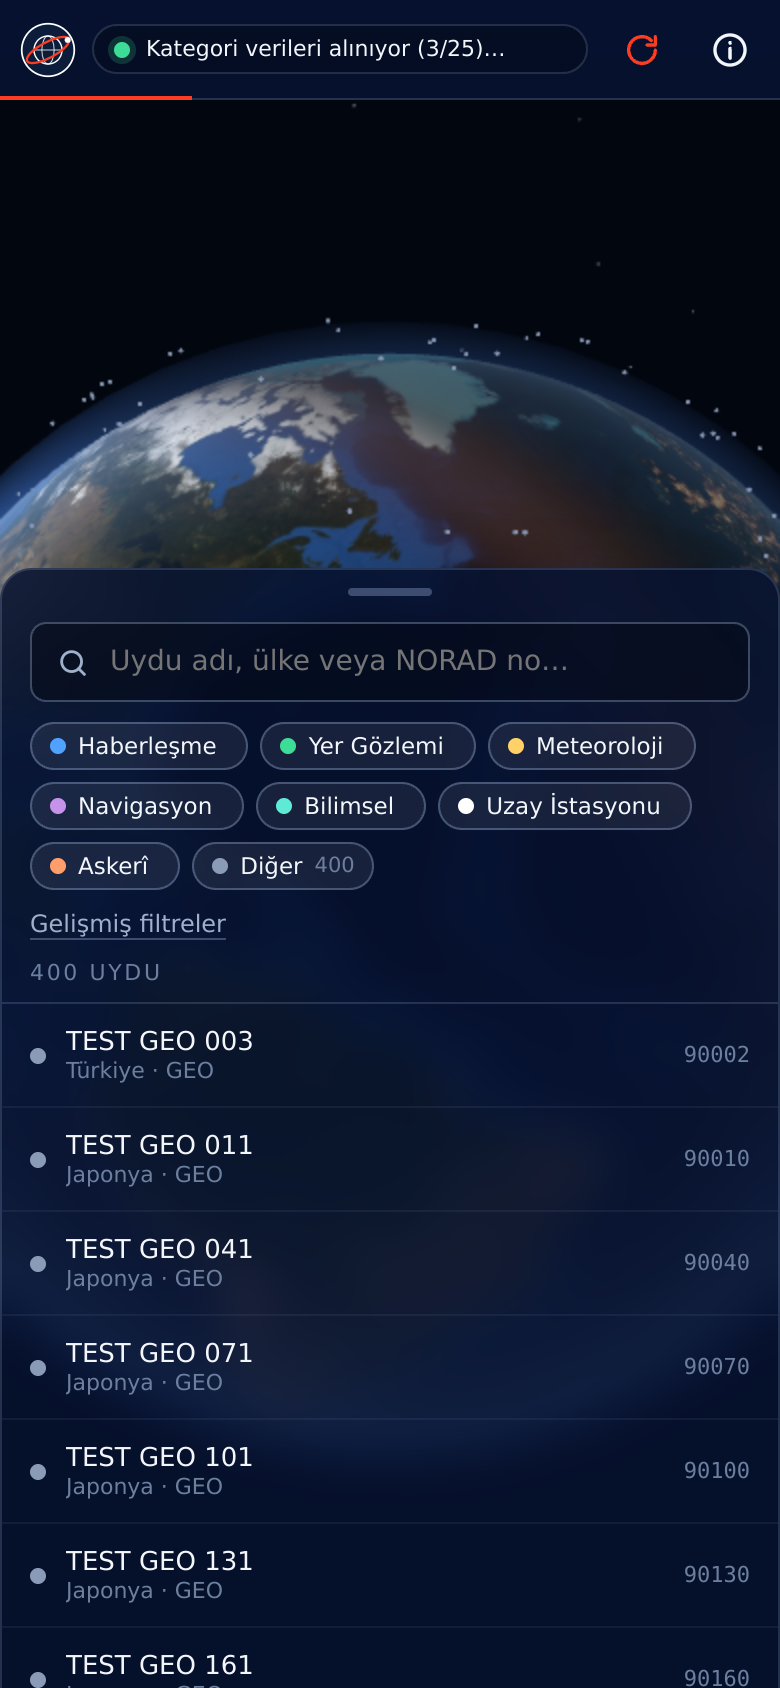 Kategori verileri alınıyor (3/25)...
Uydu adı, ülke veya NORAD no...
Haberleşme
Yer Gözlemi
Meteoroloji
Navigasyon
Bilimsel
Uzay İstasyonu
Askerî
Diğer 400
Gelişmiş filtreler
400 UYDU
TEST GEO 003
90002
Türkiye · GEO
TEST GEO 011
90010
Japonya · GEO
TEST GEO 041
90040
Japonya · GEO
TEST GEO 071
90070
Japonya · GEO
TEST GEO 101
90100
Japonya · GEO
TEST GEO 131
90130
Japonya · GEO
TEST GEO 161
90160